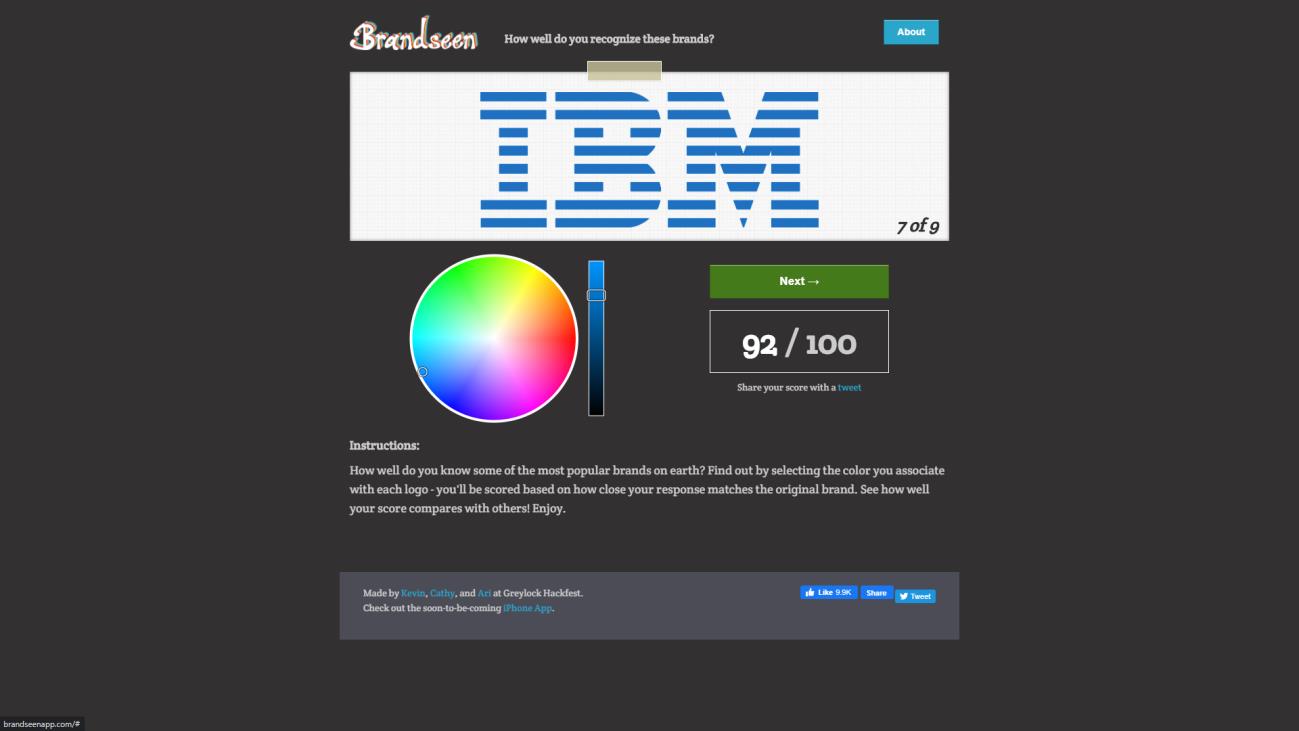 Brandseen
How well do you recognize these brands?
About
IBM
7 of 9
Next →
92 / 100
Share your score with a tweet
Instructions:
How well do you know some of the most popular brands on earth? Find out by selecting the color you associate
with each logo - you'll be scored based on how close your response matches the original brand. See how well
your score compares with others! Enjoy.
Made by Kevin, Cathy, and Ari at Greylock Hackfest.
Check out the soon-to-be-coming iPhone App.
Like 9.9K
Share
Tweet
brandseenapp.com/#